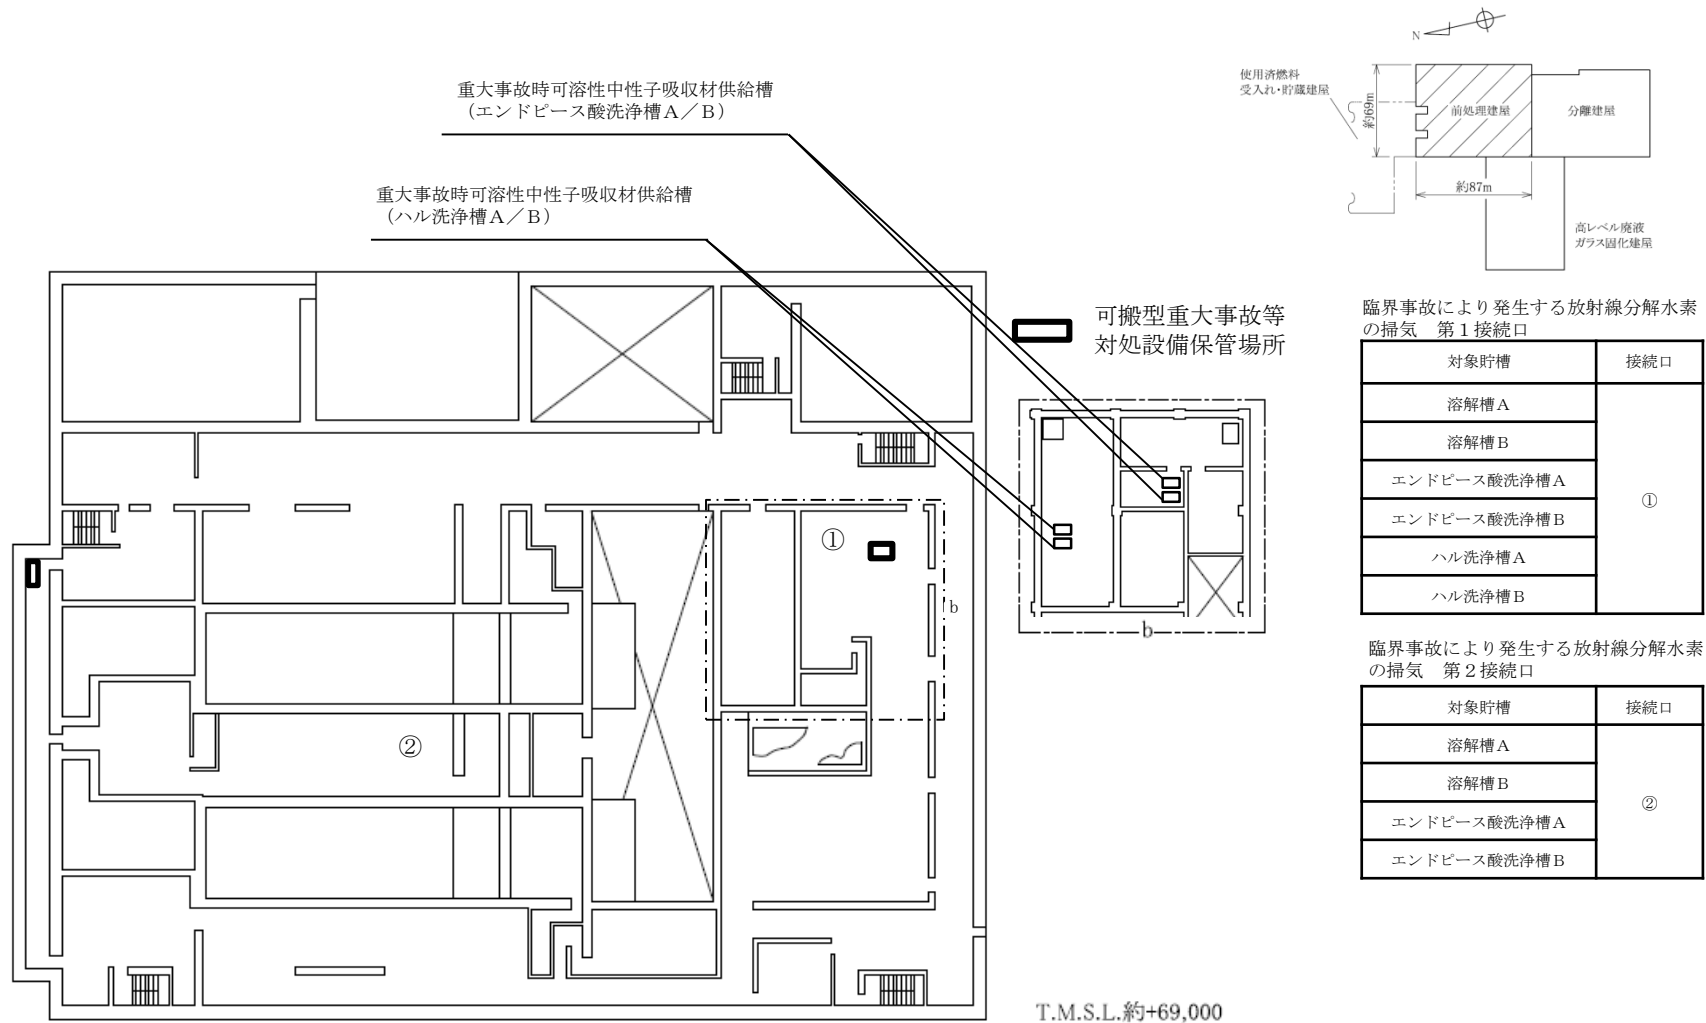 重大事故時可溶性中性子吸収材供給槽
（エンドピース酸洗浄槽Ａ／Ｂ）
重大事故時可溶性中性子吸収材供給槽
（ハル洗浄槽Ａ／Ｂ）
N
使用済燃料
受入れ・貯蔵建屋
約69m
前処理建屋
分離建屋
約87m
高レベル廃液
ガラス固化建屋
可搬型重大事故等
対処設備保管場所
①
b
②
b
T.M.S.L.約+69,000
臨界事故により発生する放射線分解水素
の掃気　第１接続口
対象貯槽 接続口
溶解槽Ａ
溶解槽Ｂ
エンドピース酸洗浄槽Ａ
エンドピース酸洗浄槽Ｂ
ハル洗浄槽Ａ
ハル洗浄槽Ｂ
①
臨界事故により発生する放射線分解水素
の掃気　第２接続口
対象貯槽 接続口
溶解槽Ａ
溶解槽Ｂ
エンドピース酸洗浄槽Ａ
エンドピース酸洗浄槽Ｂ
②